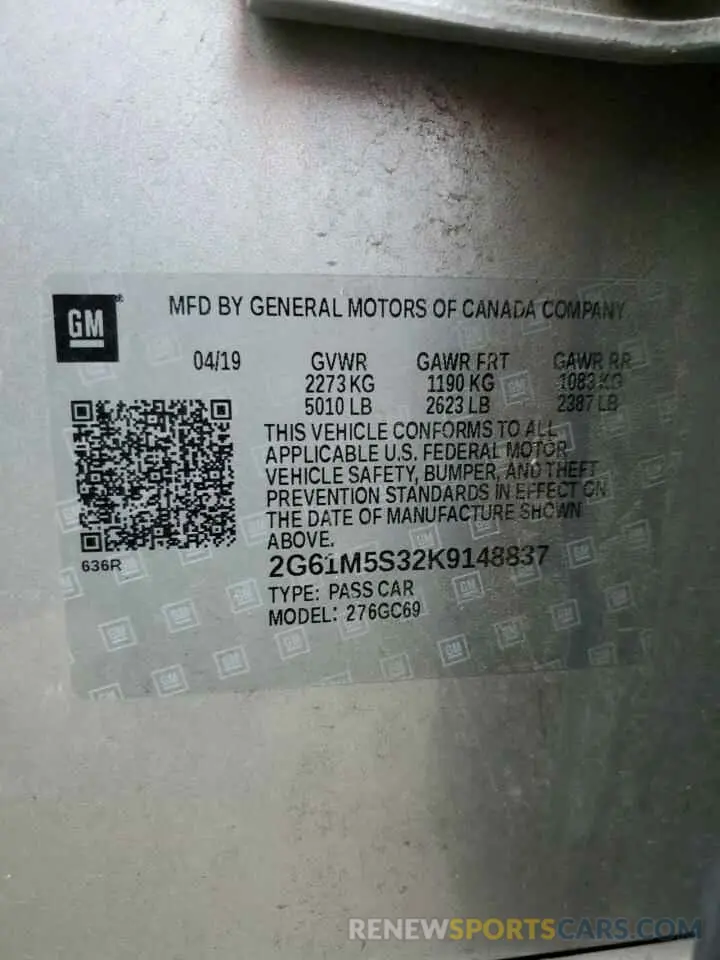 GM
MFD BY GENERAL MOTORS OF CANADA COMPANY
04/19 GVWR GAWR FRT GAWR RR
2273 KG 1190 KG 1083 KG
5010 LB 2623 LB 2387 LB
THIS VEHICLE CONFORMS TO ALL
APPLICABLE U.S. FEDERAL MOTOR
VEHICLE SAFETY, BUMPER, AND THEFT
PREVENTION STANDARDS IN EFFECT ON
THE DATE OF MANUFACTURE SHOWN
ABOVE.
636R
2G61M5S32K9148837
TYPE: PASS CAR
MODEL: 276GC69
RENEWSPORTSCARS.COM